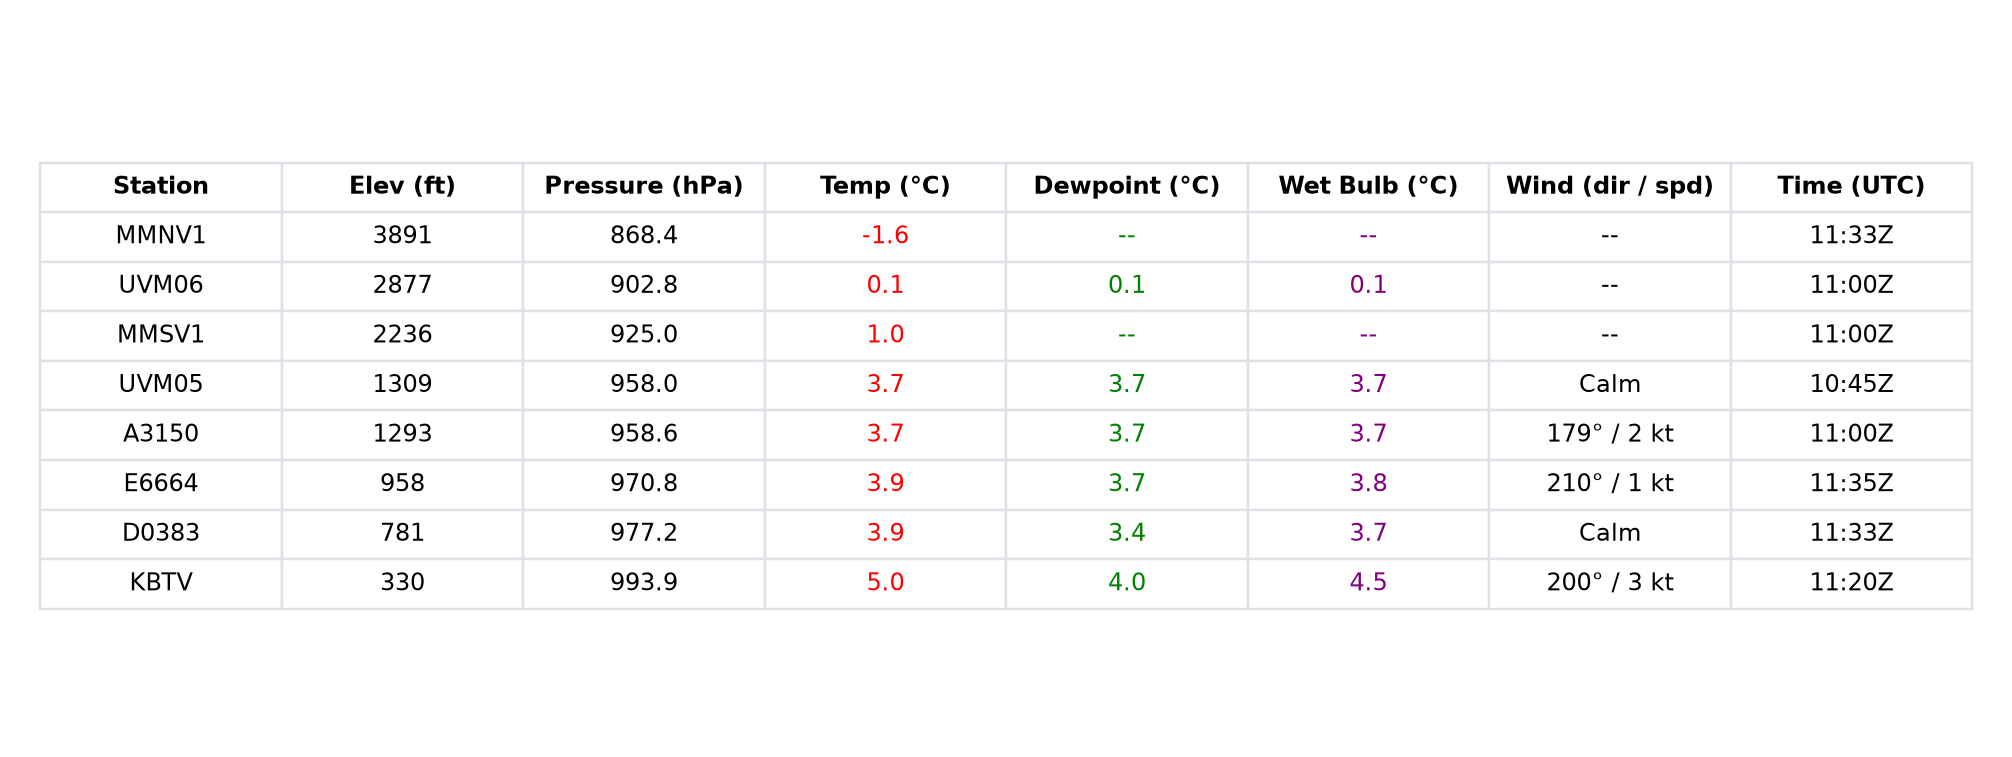 Station Elev (ft) Pressure (hPa) Temp (°C) Dewpoint (°C) Wet Bulb (°C) Wind (dir / spd) Time (UTC)
MMNV1 3891 868.4 -1.6 -- -- -- 11:33Z
UVM06 2877 902.8 0.1 0.1 0.1 -- 11:00Z
MMSV1 2236 925.0 1.0 -- -- -- 11:00Z
UVM05 1309 958.0 3.7 3.7 3.7 Calm 10:45Z
A3150 1293 958.6 3.7 3.7 3.7 179° / 2 kt 11:00Z
E6664 958 970.8 3.9 3.7 3.8 210° / 1 kt 11:35Z
D0383 781 977.2 3.9 3.4 3.7 Calm 11:33Z
KBTV 330 993.9 5.0 4.0 4.5 200° / 3 kt 11:20Z